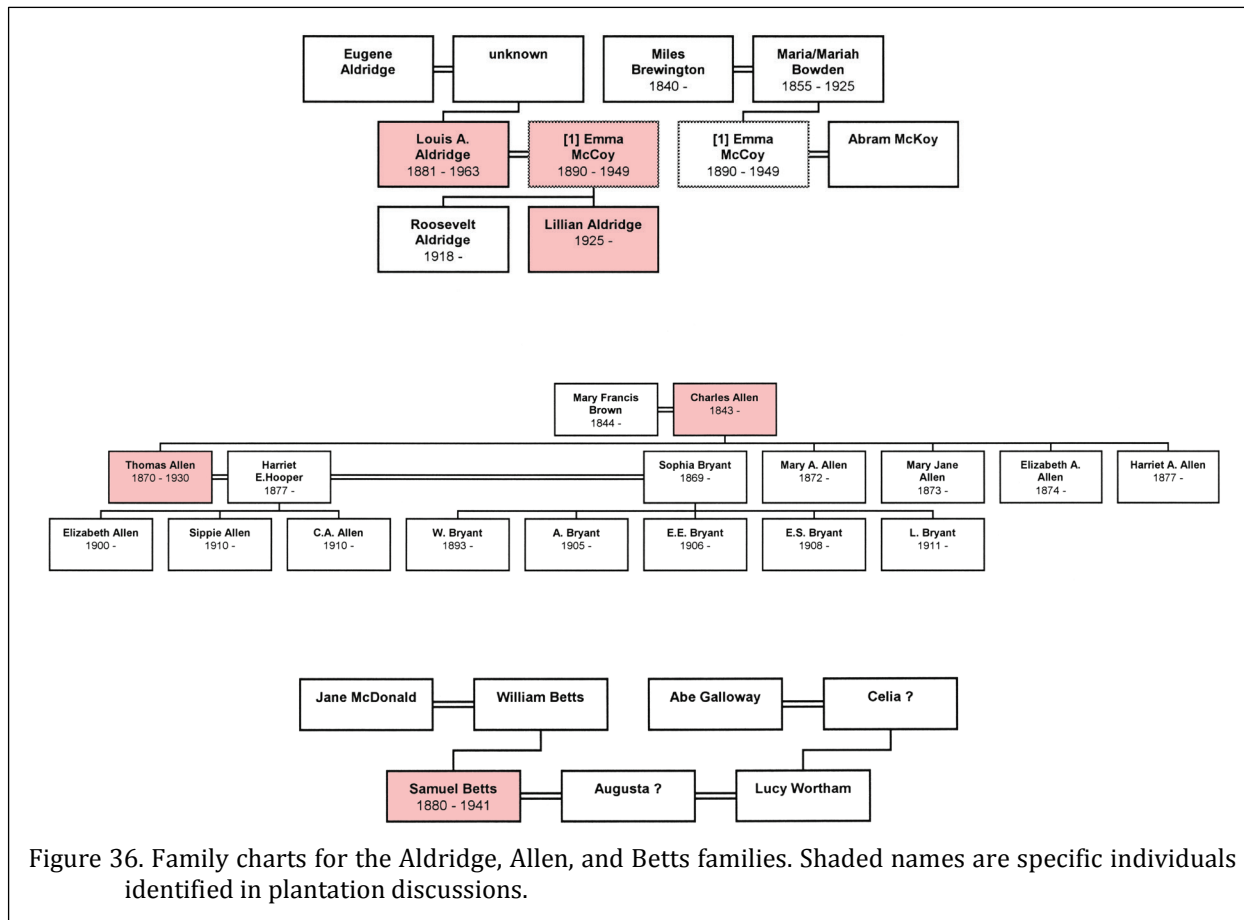 Eugene
Aldridge
unknown
Miles
Brewington
1840 -
Maria/Mariah
Bowden
1855 - 1925
Louis A.
Aldridge
1881 - 1963
[1] Emma
McCoy
1890 - 1949
[1] Emma
McCoy
1890 - 1949
Abram McKoy
Roosevelt
Aldridge
1918 -
Lillian Aldridge
1925 -
Mary Francis
Brown
1844 -
Charles Allen
1843 -
Thomas Allen
1870 - 1930
Harriet
E.Hooper
1877 -
Sophia Bryant
1869 -
Mary A. Allen
1872 -
Mary Jane
Allen
1873 -
Elizabeth A.
Allen
1874 -
Harriet A. Allen
1877 -
Elizabeth Allen
1900 -
Sippie Allen
1910 -
C.A. Allen
1910 -
W. Bryant
1893 -
A. Bryant
1905 -
E.E. Bryant
1906 -
E.S. Bryant
1908 -
L. Bryant
1911 -
Jane McDonald
William Betts
Abe Galloway
Celia ?
Samuel Betts
1880 - 1941
Augusta ?
Lucy Wortham
Figure 36. Family charts for the Aldridge, Allen, and Betts families. Shaded names are specific individuals
identified in plantation discussions.